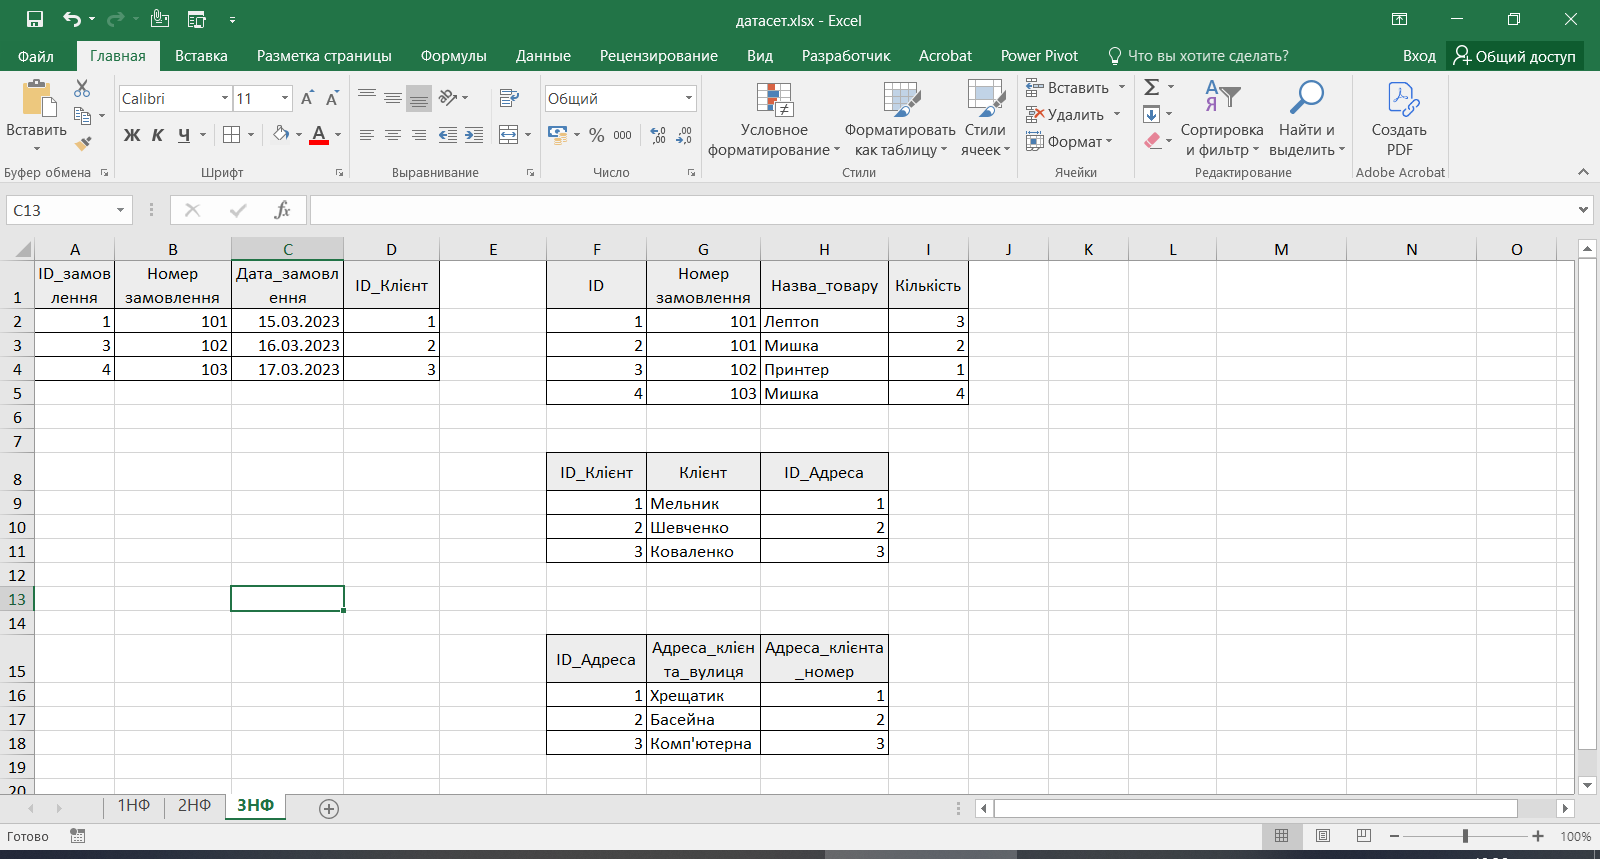 датасет.xlsx - Excel
Файл Главная Вставка Разметка страницы Формулы Данные Рецензирование Вид Разработчик Acrobat Power Pivot Что вы хотите сделать? Вход Общий доступ
Вставить
Буфер обмена
Calibri 11
Ж К Ч А
Шрифт
Выравнивание
Общий
% 000
Число
Условное форматирование
Форматировать как таблицу
Стили ячеек
Стили
Вставить
Удалить
Формат
Ячейки
Сортировка и фильтр
Найти и выделить
Редактирование
Создать PDF
Adobe Acrobat
C13 fx
A B C D E F G H I J K L M N O
1 ID_замовлення Номер замовлення Дата_замовлення ID_Клієнт ID Номер замовлення Назва_товару Кількість
2 1 101 15.03.2023 1 1 101 Лептоп 3
3 3 102 16.03.2023 2 2 101 Мишка 2
4 4 103 17.03.2023 3 3 102 Принтер 1
5 4 103 Мишка 4
6
7
8 ID_Клієнт Клієнт ID_Адреса
9 1 Мельник 1
10 2 Шевченко 2
11 3 Коваленко 3
12
13
14
15 ID_Адреса Адреса_клієнта_вулиця Адреса_клієнта_номер
16 1 Хрещатик 1
17 2 Басейна 2
18 3 Комп'ютерна 3
19
20
1НФ 2НФ 3НФ
Готово 100%